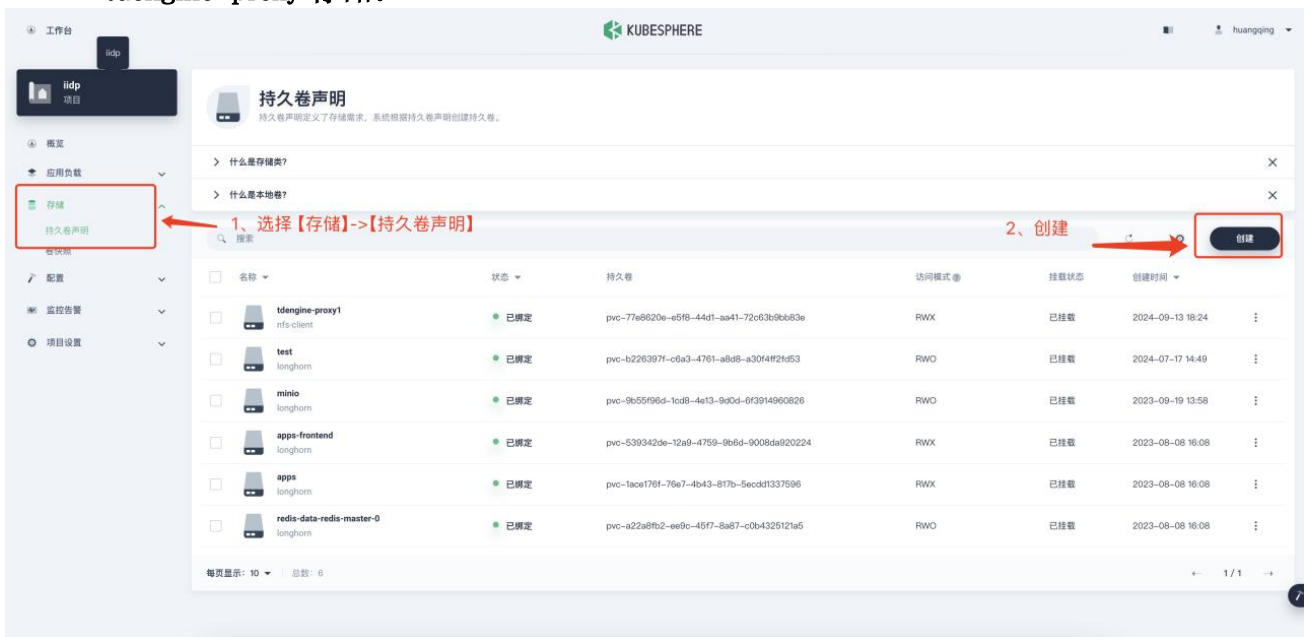 工作台
KUBESPHERE
huangqing
iidp
iidp
项目
持久卷声明
持久卷声明定义了存储需求，系统根据持久卷声明创建持久卷。
概览
应用负载
存储
持久卷声明
卷快照
配置
监控告警
项目设置
什么是存储类?
什么是本地卷?
1、选择【存储】->【持久卷声明】
2、创建
搜索
创建
名称 状态 持久卷 访问模式 挂载状态 创建时间
tdengine-proxy1
nfs-client
已绑定 pvc-77e8620e-e5f8-44d1-aa41-72c63b9bb83e RWX 已挂载 2024-09-13 18:24
test
longhorn
已绑定 pvc-b226397f-c6a3-4761-a8d8-a30f4ff2fd53 RWO 已挂载 2024-07-17 14:49
minio
longhorn
已绑定 pvc-9b55f96d-1cd8-4e13-9d0d-6f3914960826 RWO 已挂载 2023-09-19 13:58
apps-frontend
longhorn
已绑定 pvc-539342de-12a9-4759-9b6d-9008da920224 RWX 已挂载 2023-08-08 16:08
apps
longhorn
已绑定 pvc-1ace176f-76e7-4b43-817b-5ecdd1337596 RWX 已挂载 2023-08-08 16:08
redis-data-redis-master-0
longhorn
已绑定 pvc-a22a8fb2-ee9c-45f7-8a87-c0b4325121a5 RWO 已挂载 2023-08-08 16:08
每页显示: 10 总数: 6
1 / 1